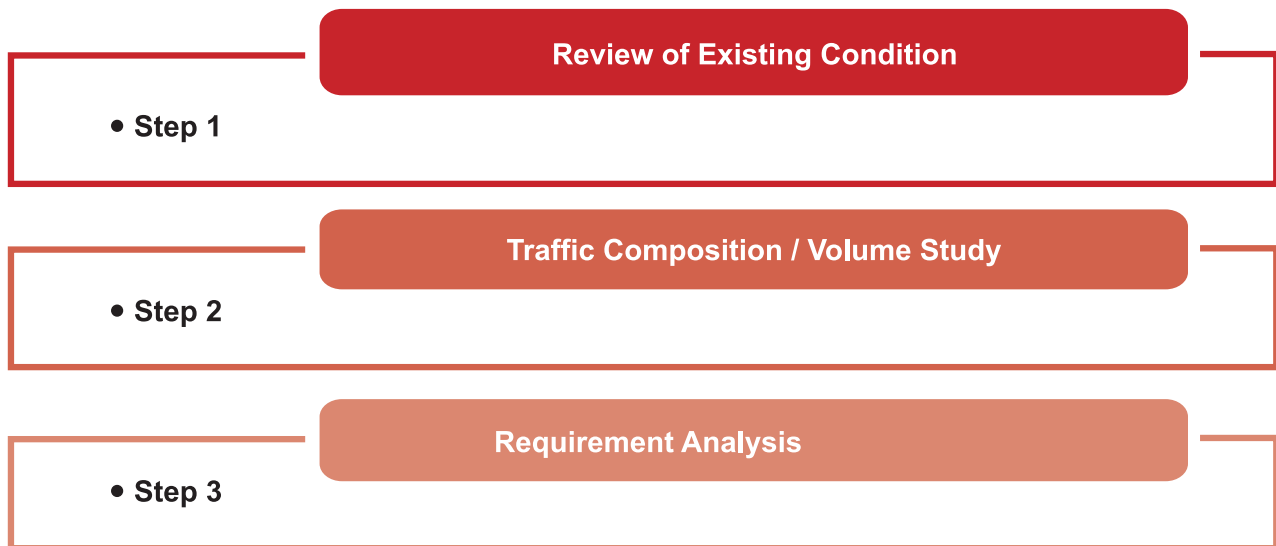 Review of Existing Condition
• Step 1
Traffic Composition / Volume Study
• Step 2
Requirement Analysis
• Step 3